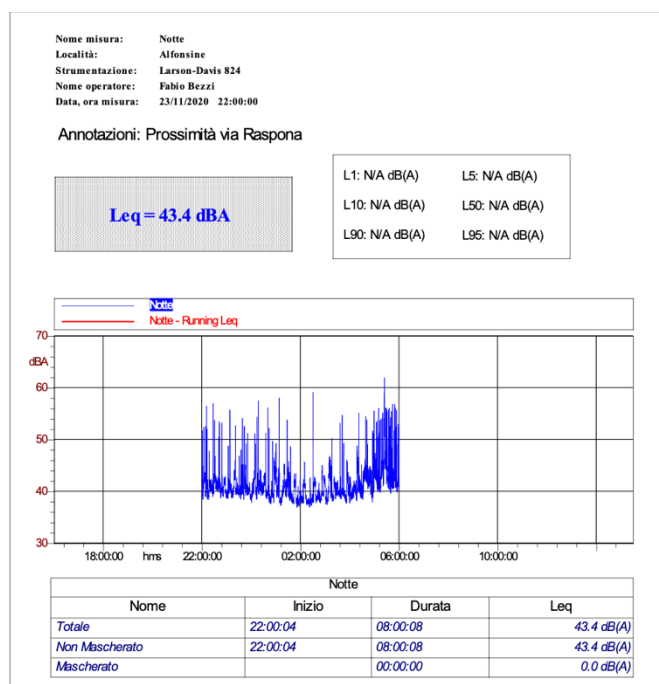 Nome misura: Notte
Località: Alfonsine
Strumentazione: Larson-Davis 824
Nome operatore: Fabio Bezzi
Data, ora misura: 23/11/2020 22:00:00
Annotazioni: Prossimità via Raspona
Leq = 43.4 dBA
L1: N/A dB(A) L5: N/A dB(A)
L10: N/A dB(A) L50: N/A dB(A)
L90: N/A dB(A) L95: N/A dB(A)
Notte
Notte - Running Leq
70
dBA
60
50
40
30
18:00:00 hms 22:00:00 02:00:00 06:00:00 10:00:00
Notte
Nome Inizio Durata Leq
Totale 22:00:04 08:00:08 43.4 dB(A)
Non Mascherato 22:00:04 08:00:08 43.4 dB(A)
Mascherato 00:00:00 0.0 dB(A)